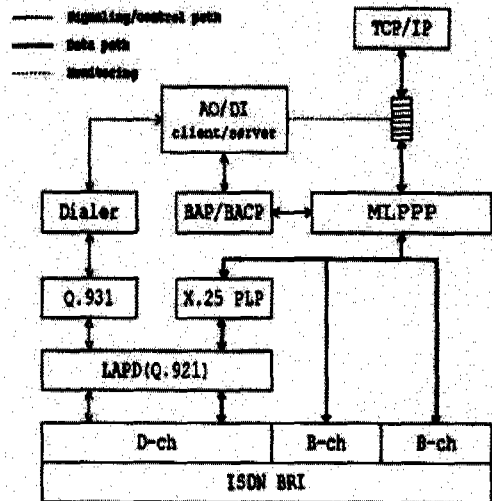 Signaling/control path
Data path
Monitoring
TCP/IP
AO/DI
client/server
Dialer
BAP/BACP
MLPPP
Q.931
X.25 PLP
LAPD(Q.921)
D-ch
B-ch
B-ch
ISDN BRI